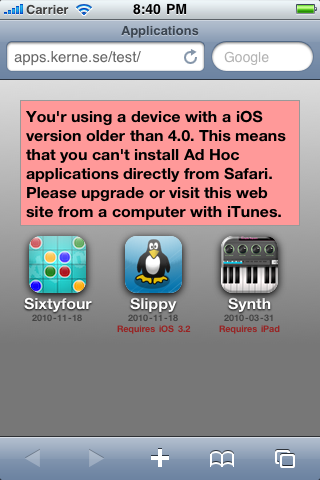 Carrier 8:40 PM
Applications
apps.kerne.se/test/ Google
You'r using a device with a iOS
version older than 4.0. This means
that you can't install Ad Hoc
applications directly from Safari.
Please upgrade or visit this web
site from a computer with iTunes.
Sixtyfour Slippy Synth
2010-11-18 2010-11-18 2010-03-31
Requires iOS 3.2 Requires iPad